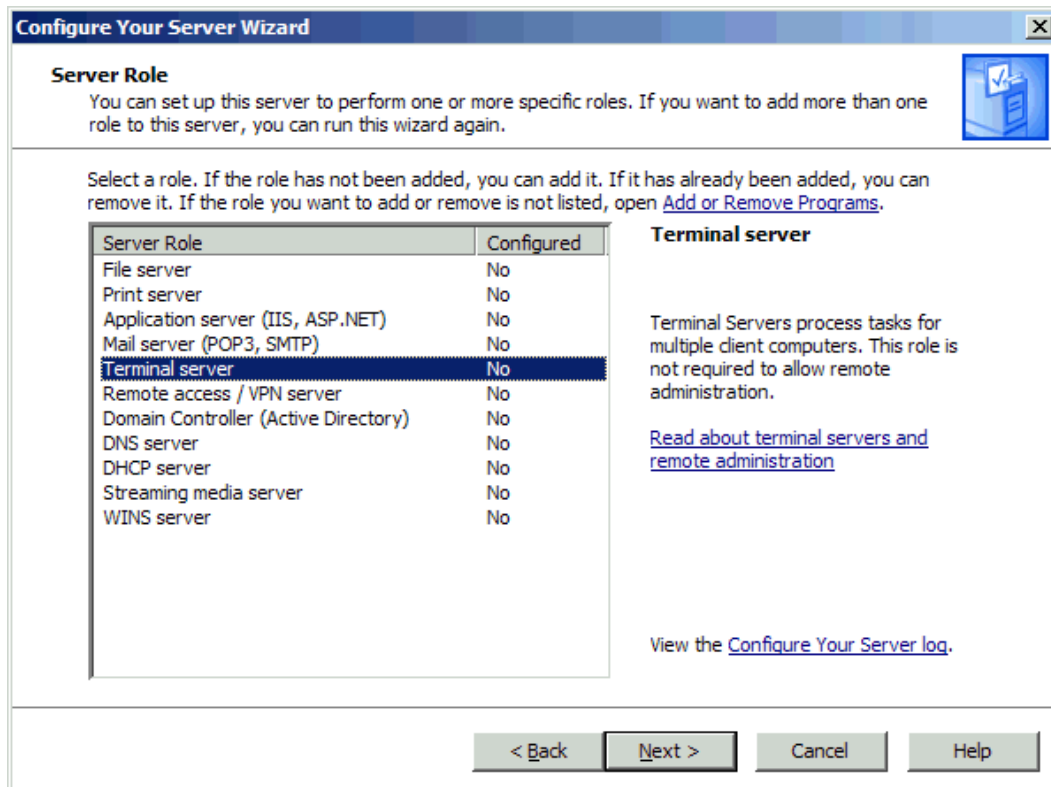 Configure Your Server Wizard
Server Role
You can set up this server to perform one or more specific roles. If you want to add more than one
role to this server, you can run this wizard again.
Select a role. If the role has not been added, you can add it. If it has already been added, you can
remove it. If the role you want to add or remove is not listed, open Add or Remove Programs.
Server Role Configured
File server No
Print server No
Application server (IIS, ASP.NET) No
Mail server (POP3, SMTP) No
Terminal server No
Remote access / VPN server No
Domain Controller (Active Directory) No
DNS server No
DHCP server No
Streaming media server No
WINS server No
Terminal server
Terminal Servers process tasks for
multiple client computers. This role is
not required to allow remote
administration.
Read about terminal servers and
remote administration
View the Configure Your Server log.
< Back Next > Cancel Help